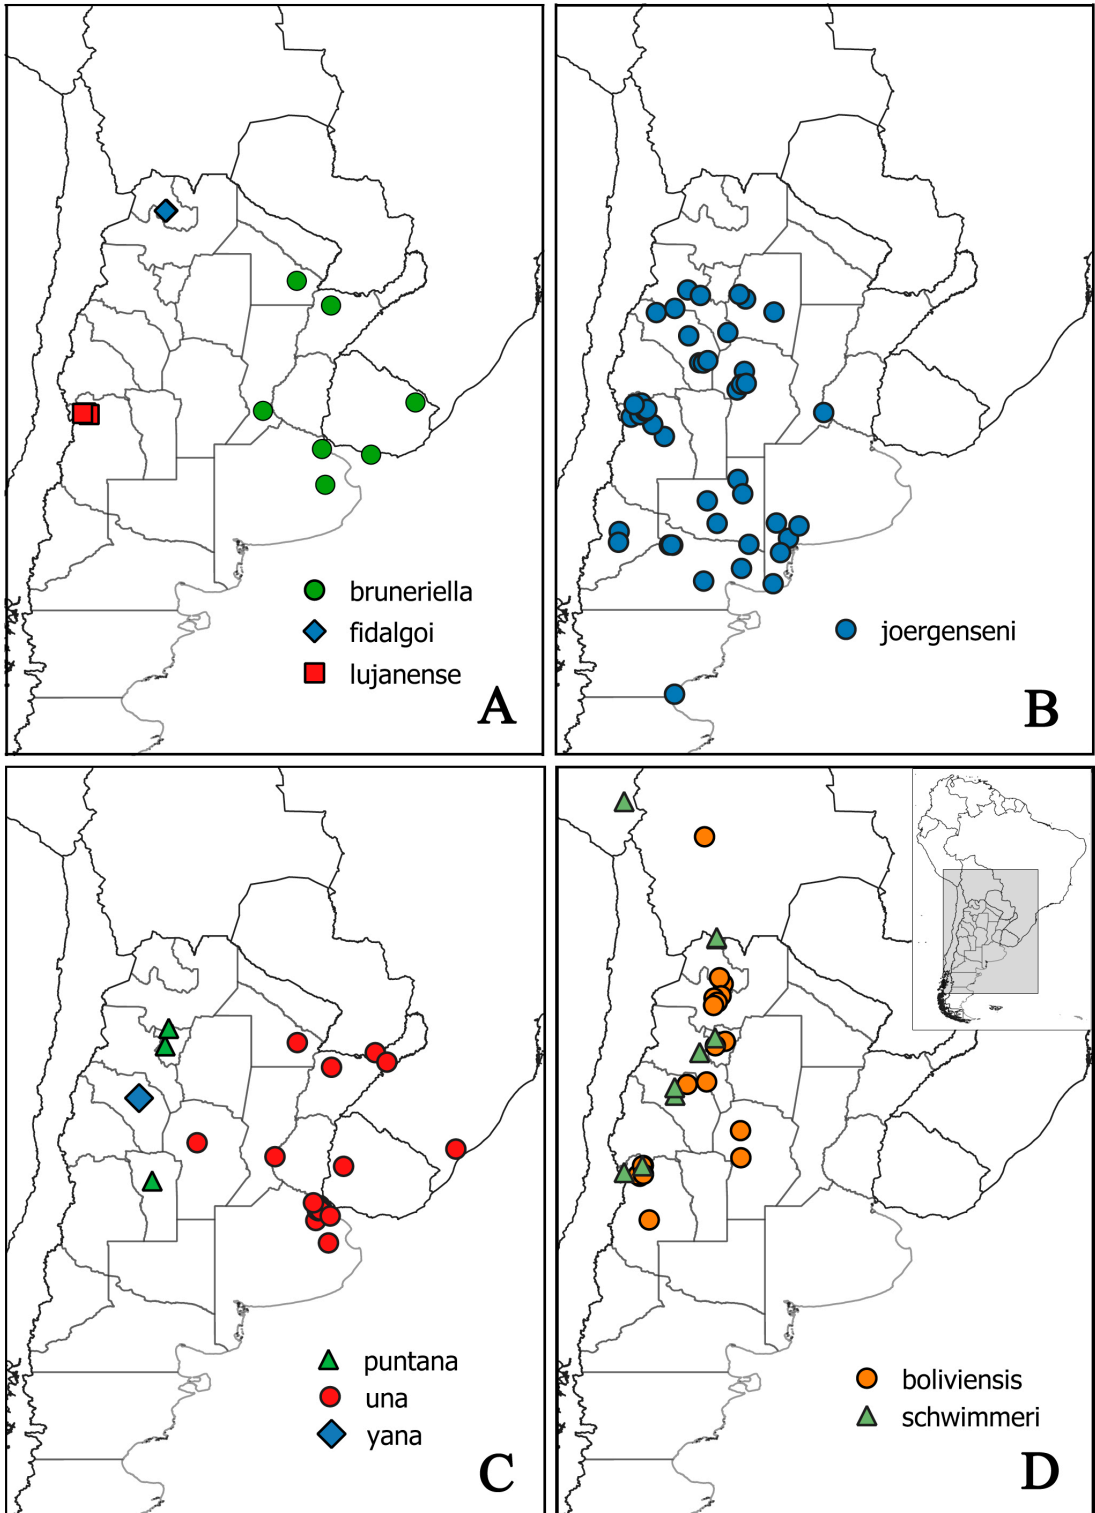 bruneriella
fidalgoi
lujanense
A
joergenseni
B
puntana
una
yana
C
boliviensis
schwimmeri
D